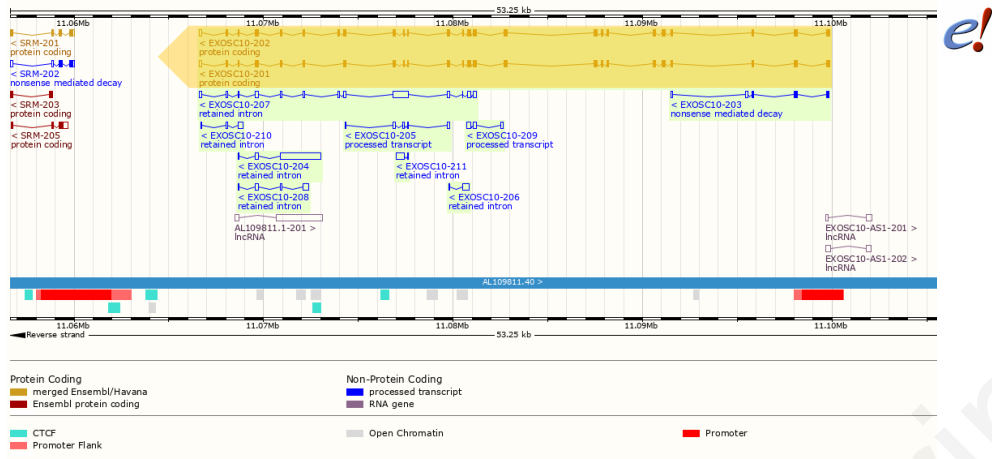 53.25 kb
11.06Mb 11.07Mb 11.08Mb 11.09Mb 11.10Mb
e!
< SRM-201
protein coding
< EXOSC10-202
protein coding
< SRM-202
nonsense mediated decay
< EXOSC10-201
protein coding
< SRM-203
protein coding
< EXOSC10-207
retained intron
< EXOSC10-203
nonsense mediated decay
< SRM-205
protein coding
< EXOSC10-210
retained intron
< EXOSC10-205
processed transcript
< EXOSC10-209
processed transcript
< EXOSC10-204
retained intron
< EXOSC10-211
retained intron
< EXOSC10-208
retained intron
< EXOSC10-206
retained intron
AL109811.1-201 >
lncRNA
EXOSC10-AS1-201 >
lncRNA
EXOSC10-AS1-202 >
lncRNA
AL109811.40 >
11.06Mb 11.07Mb 11.08Mb 11.09Mb 11.10Mb
Reverse strand 53.25 kb
Protein Coding
merged Ensembl/Havana
Ensembl protein coding
Non-Protein Coding
processed transcript
RNA gene
CTCF
Promoter Flank
Open Chromatin
Promoter